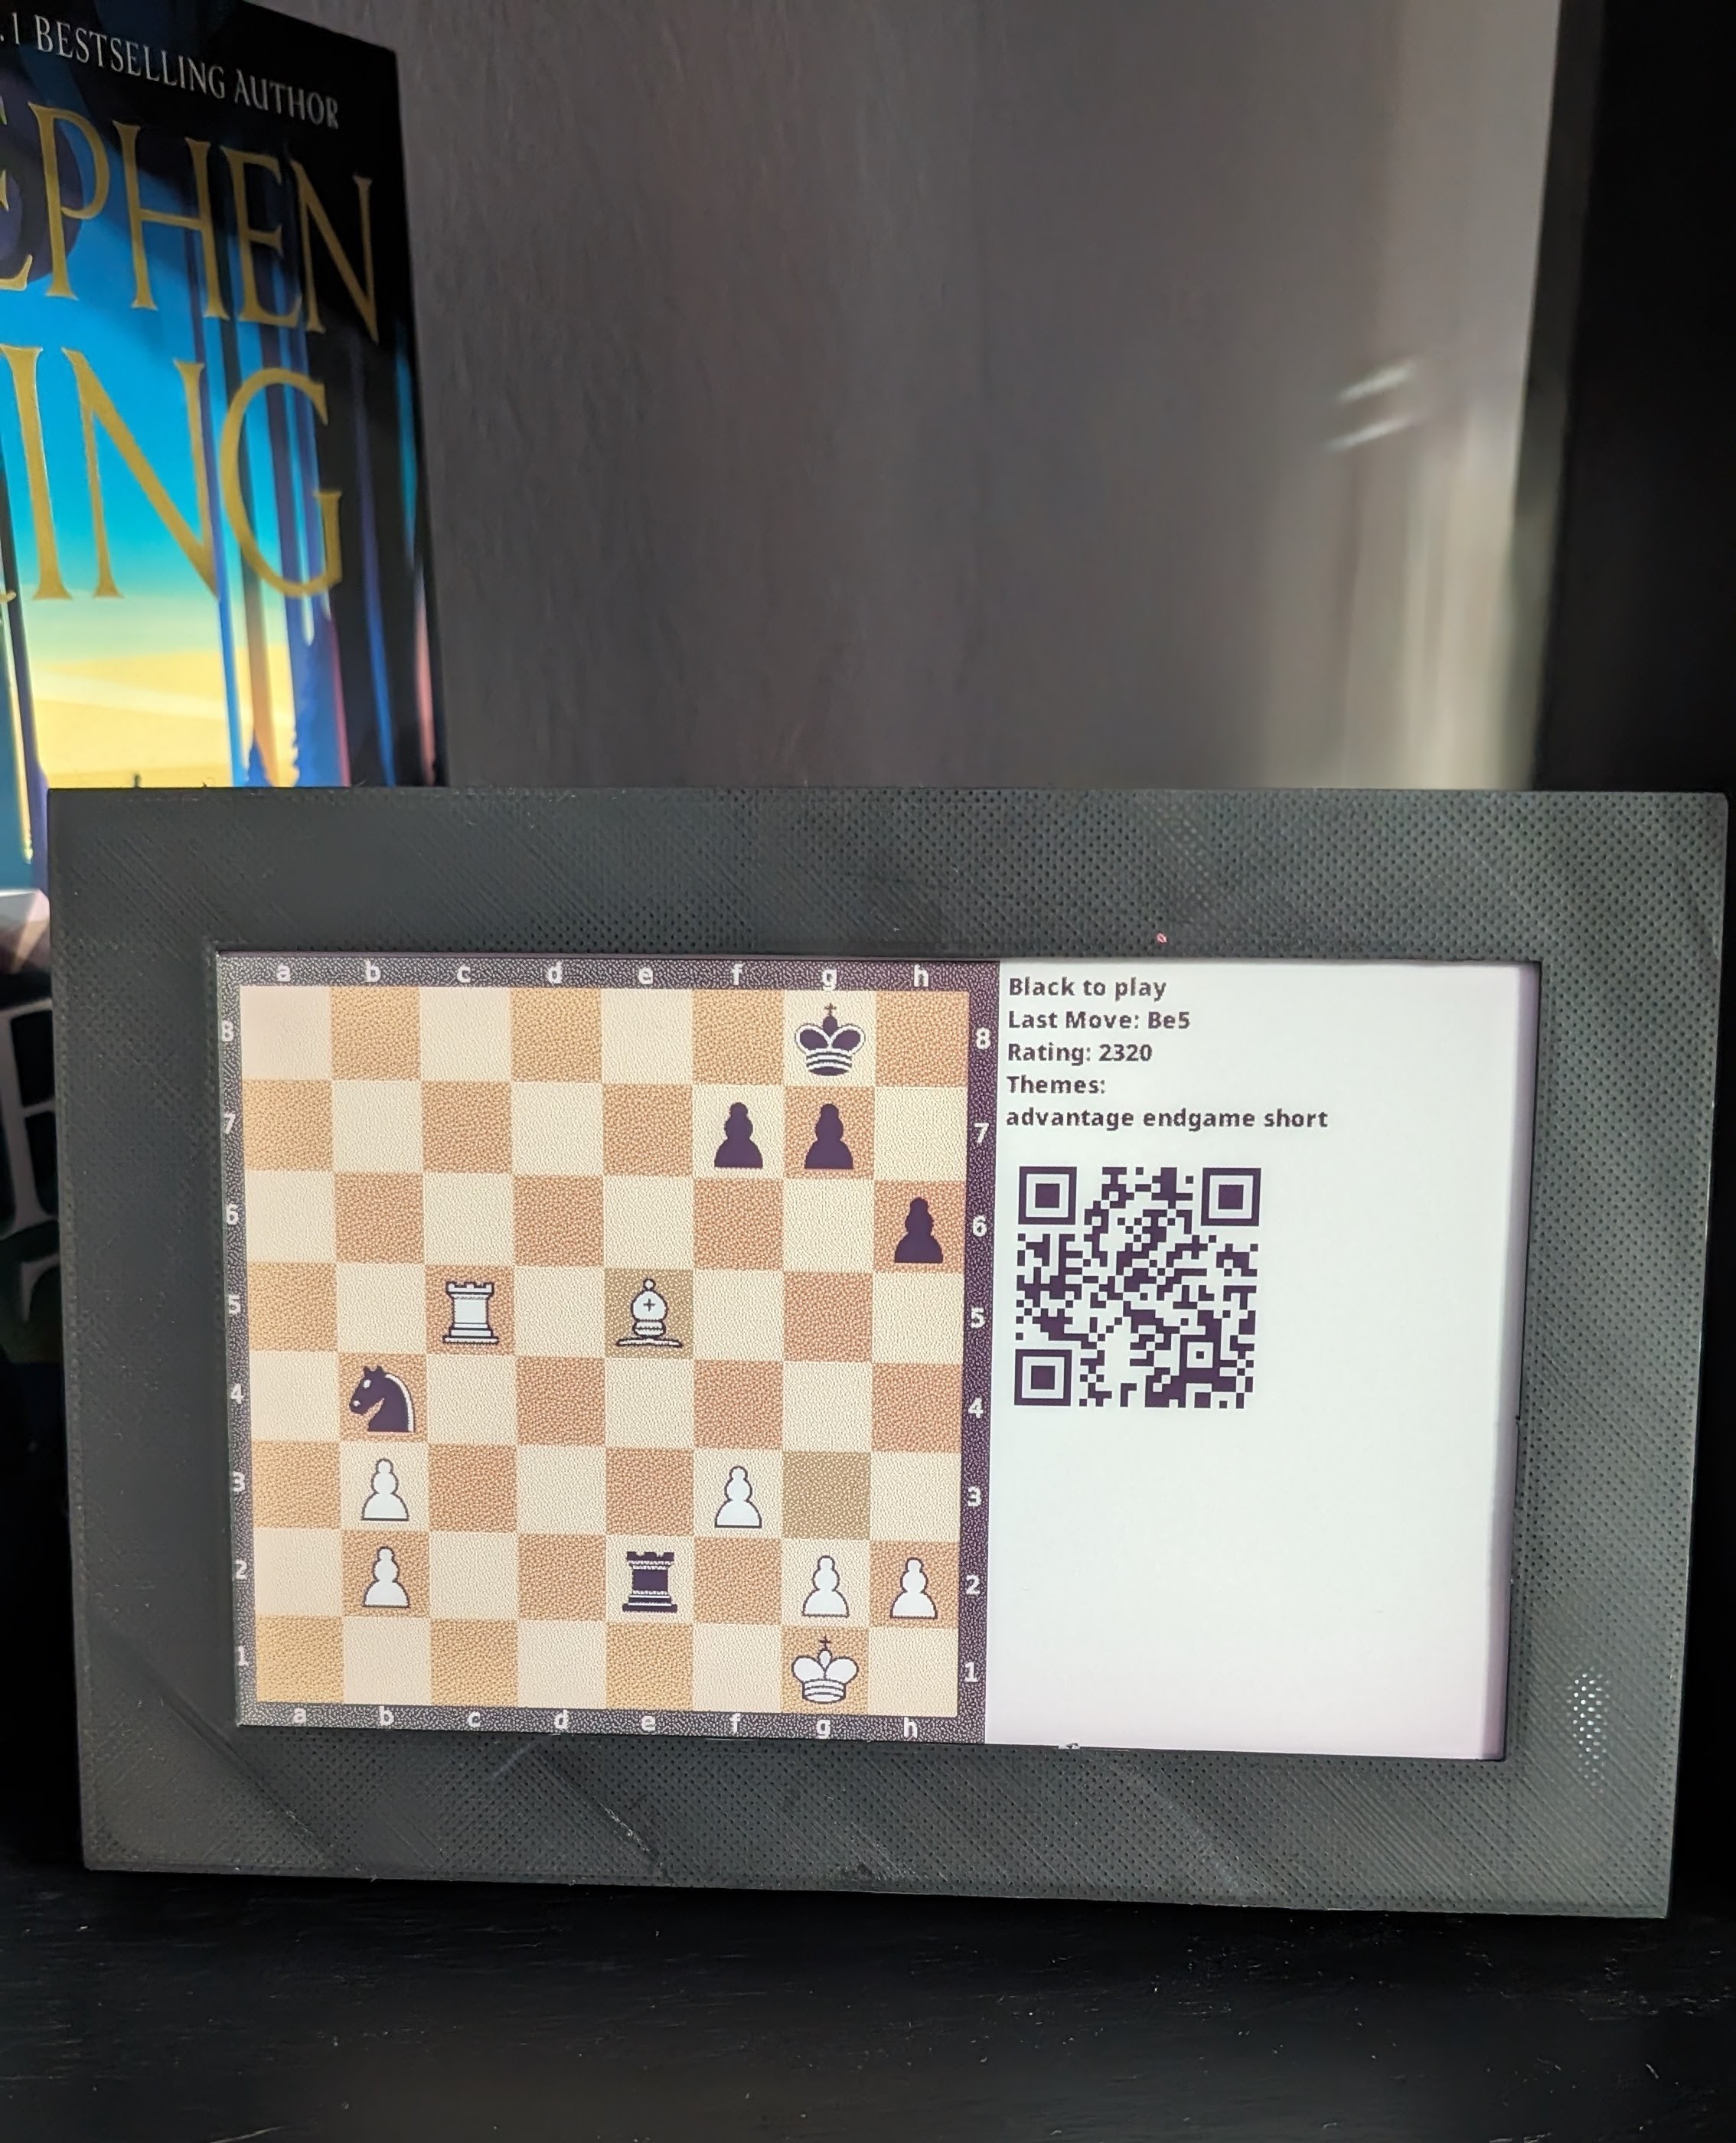 .1 BESTSELLING AUTHOR
EPHEN
ING
a b c d e f g h
8 8
7 7
6 6
5 5
4 4
3 3
2 2
1 1
a b c d e f g h
Black to play
Last Move: Be5
Rating: 2320
Themes:
advantage endgame short